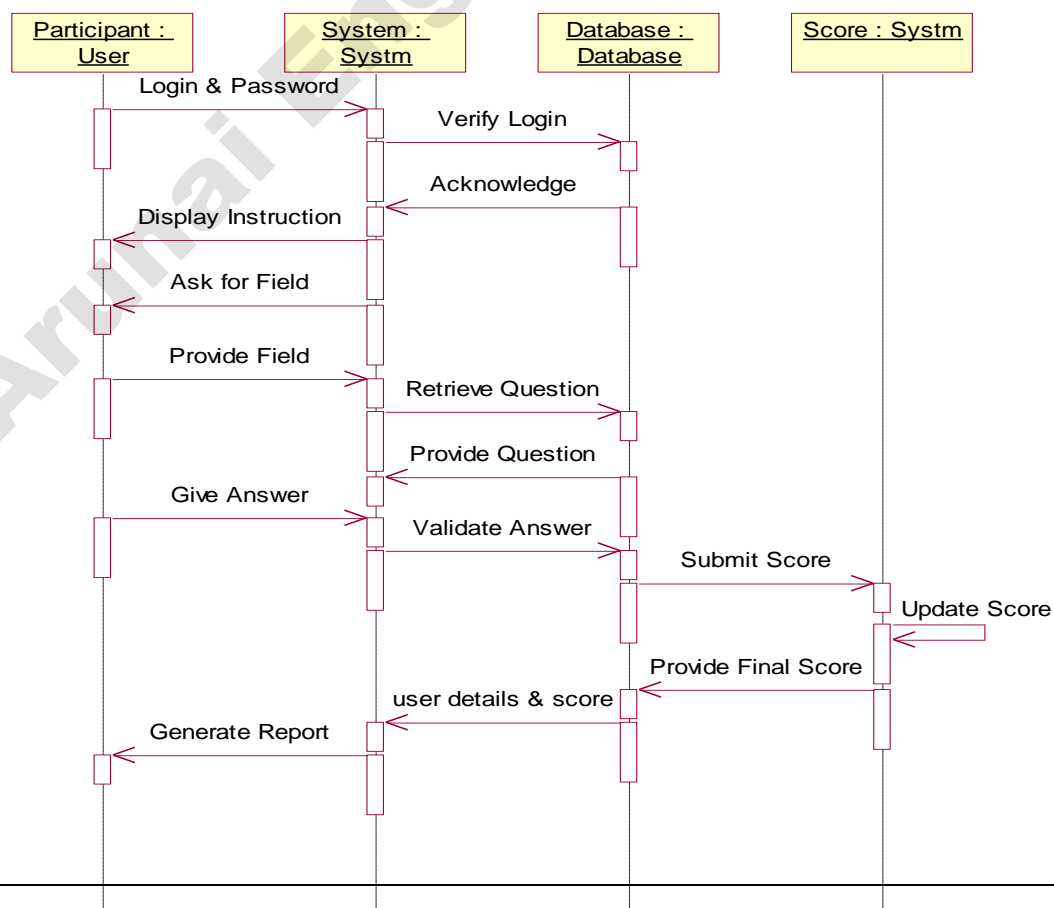 Participant :
User
System :
Systm
Database :
Database
Score : Systm
Login & Password
Verify Login
Acknowledge
Display Instruction
Ask for Field
Provide Field
Retrieve Question
Provide Question
Give Answer
Validate Answer
Submit Score
Update Score
Provide Final Score
user details & score
Generate Report
Arunai